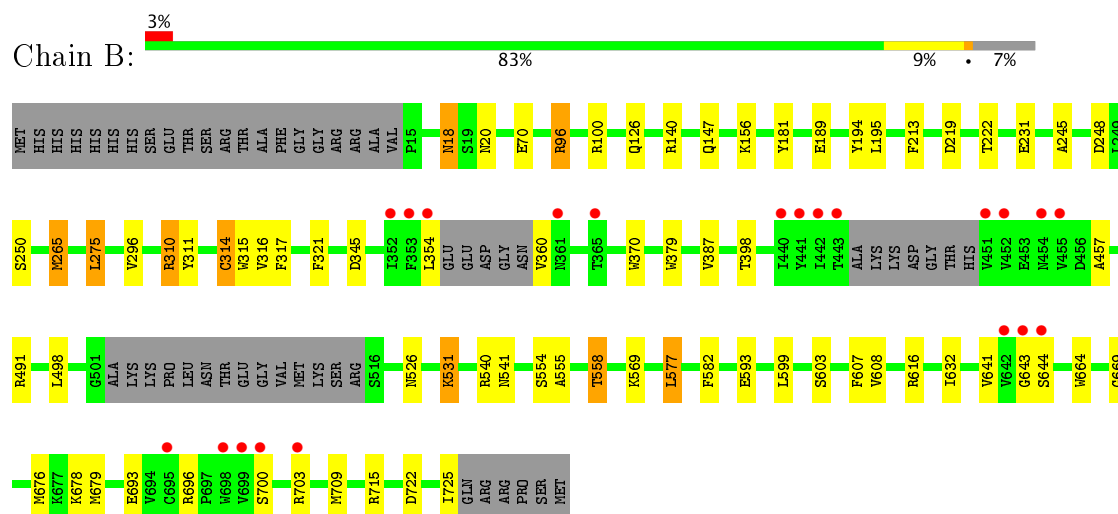 3%
Chain B:
83% 9% • 7%
MET HIS HIS HIS HIS HIS HIS SER GLU THR SER ARG THR ALA PHE GLY GLY ARG ARG ALA VAL P15 N18 S19 N20 E70 R96 R100 Q126 R140 Q147 K156 Y181 E189 Y194 L195 F213 D219 T222 E231 A245 D248 L249
S250 M265 L275 V296 R310 Y311 C314 W315 V316 F317 F321 D345 I352 F353 L354 GLU GLU ASP GLY ASN V360 N361 T365 W370 W379 V387 T398 I440 Y441 I442 T443 ALA LYS LYS ASP GLY THR HIS V451 V452 E453 N454 V455 D456 A457
R491 L498 G501 ALA LYS LYS PRO LEU ASN THR GLU GLY VAL MET LYS SER ARG S516 N526 K531 R540 N541 S554 A555 T558 K569 L577 F582 E593 L599 S603 F607 V608 R616 I632 V641 V642 G643 S644 W664
M676 K677 K678 M679 E693 V694 C695 R696 P697 W698 V699 S700 R703 M709 R715 D722 I725 GLN ARG ARG PRO SER MET